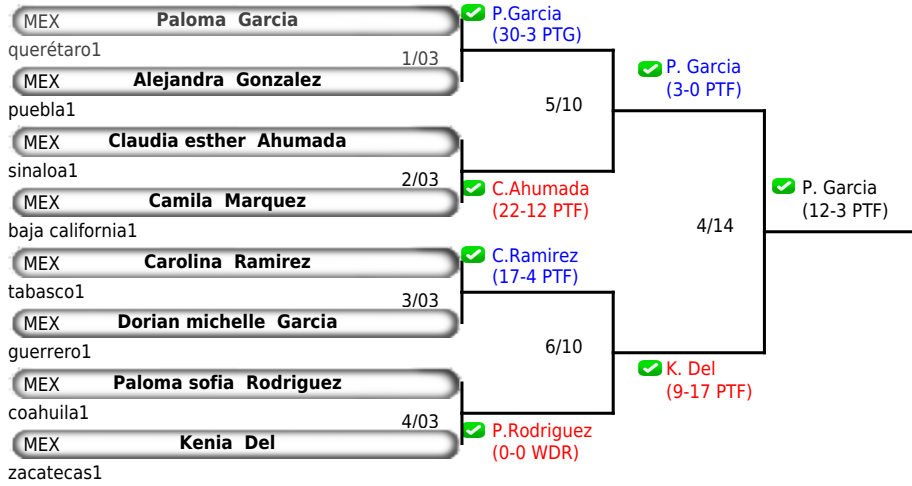 MEX Paloma Garcia
querétaro1
1/03
MEX Alejandra Gonzalez
puebla1
MEX Claudia esther Ahumada
sinaloa1
2/03
MEX Camila Marquez
baja california1
MEX Carolina Ramirez
tabasco1
3/03
MEX Dorian michelle Garcia
guerrero1
MEX Paloma sofia Rodriguez
coahuila1
4/03
MEX Kenia Del
zacatecas1
P.Garcia
(30-3 PTG)
5/10
C.Ahumada
(22-12 PTF)
C.Ramirez
(17-4 PTF)
6/10
P.Rodriguez
(0-0 WDR)
P. Garcia
(3-0 PTF)
4/14
K. Del
(9-17 PTF)
P. Garcia
(12-3 PTF)